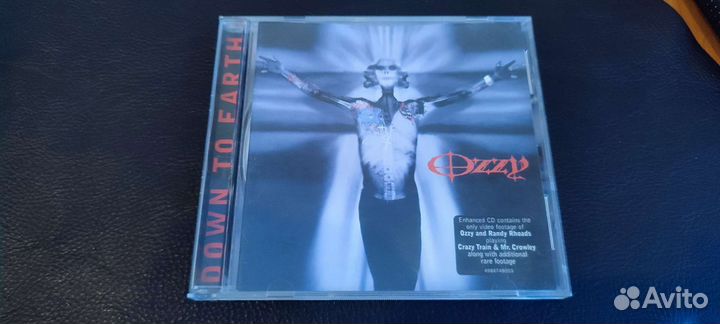 DOWN TO EARTH
Ozzy
Enhanced CD contains the
only video footage of
Ozzy and Randy Rhoads
playing
Crazy Train & Mr. Crowley
along with additional
rare footage
Avito